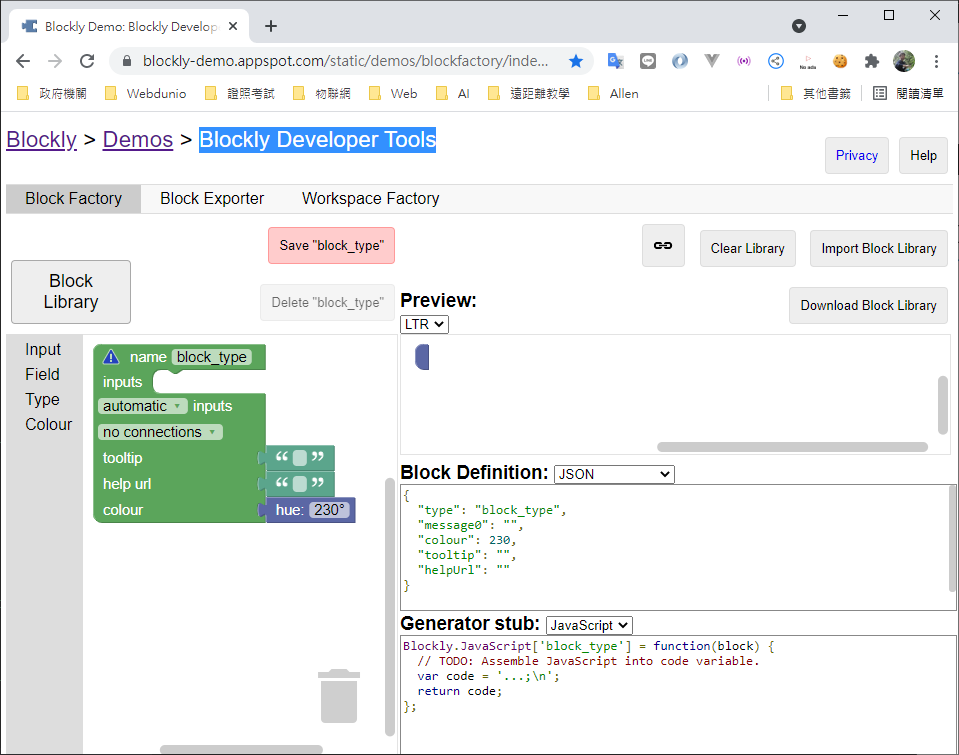 Blockly Demo: Blockly Develop
blockly-demo.appspot.com/static/demos/blockfactory/inde...
No ads
政府機關 Webdunio 證照考試 物聯網 Web AI 遠距離教學 Allen 其他書籤 閱讀清單
Blockly > Demos > Blockly Developer Tools
Privacy Help
Block Factory Block Exporter Workspace Factory
Save "block_type" Clear Library Import Block Library
Block
Library
Delete "block_type" Download Block Library
Preview:
LTR
Input
Field
Type
Colour
name block_type
inputs
automatic inputs
no connections
tooltip “ ”
help url “ ”
colour hue: 230°
Block Definition: JSON
{
  "type": "block_type",
  "message0": "",
  "colour": 230,
  "tooltip": "",
  "helpUrl": ""
}
Generator stub: JavaScript
Blockly.JavaScript['block_type'] = function(block) {
  // TODO: Assemble JavaScript into code variable.
  var code = '...;\n';
  return code;
};